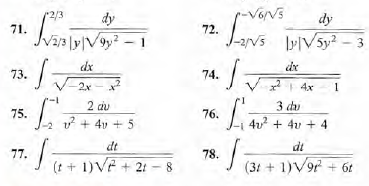 71. ∫_{√2/3}^{2/3} dy / (|y|√(9y² − 1))
72. ∫_{−2/√5}^{−√6/√5} dy / (|y|√(5y² − 3))
73. ∫ dx / √(−2x − x²)
74. ∫ dx / √(−x² + 4x − 1)
75. ∫_{−2}^{−1} 2 dv / (v² + 4v + 5)
76. ∫_{−1}^{1} 3 dv / (4v² + 4v + 4)
77. ∫ dt / ((t + 1)√(t² + 2t − 8))
78. ∫ dt / ((3t + 1)√(9t² + 6t))